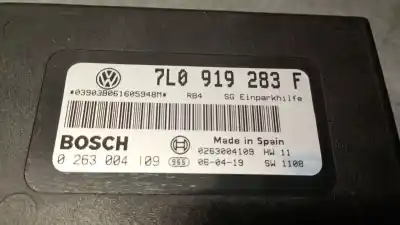 7L0 919 283 F
*03903B061605948M* RB4 SG Einparkhilfe
BOSCH
Made in Spain
0 263 004 109
0263004109 HW 11
06-04-19 SW 1108